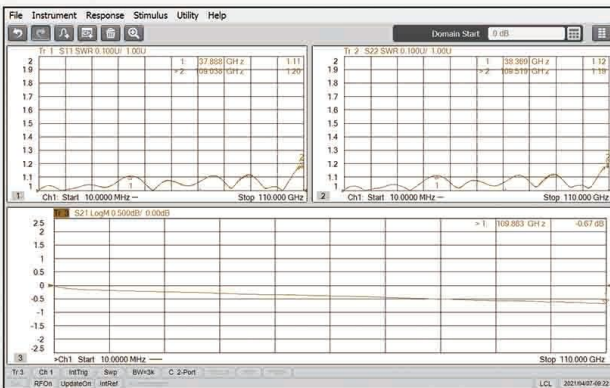 File Instrument Response Stimulus Utility Help
Domain Start 0 dB
Tr 1 S11 SWR 0.100U/ 1.00U
1: 37.888 GHz 1.11
>2: 109.038 GHz 1.20
2
1.9
1.8
1.7
1.6
1.5
1.4
1.3
1.2
1.1
1
1
2
1 Ch1: Start 10.0000 MHz — Stop 110.000 GHz
Tr 2 S22 SWR 0.100U/ 1.00U
1: 38.369 GHz 1.12
>2: 109.519 GHz 1.18
2
1.9
1.8
1.7
1.6
1.5
1.4
1.3
1.2
1.1
1
1
2
2 Ch1: Start 10.0000 MHz — Stop 110.000 GHz
Tr 3 S21 LogM 0.500dB/ 0.00dB
> 1: 109.883 GHz -0.67 dB
2.5
2
1.5
1
0.5
0
-0.5
-1
-1.5
-2
-2.5
3 >Ch1: Start 10.0000 MHz — Stop 110.000 GHz
Tr 3 Ch 1 IntTrig Swp BW=3k C 2-Port
RFOn UpdateOn IntRef LCL 2021/04/07-09:22